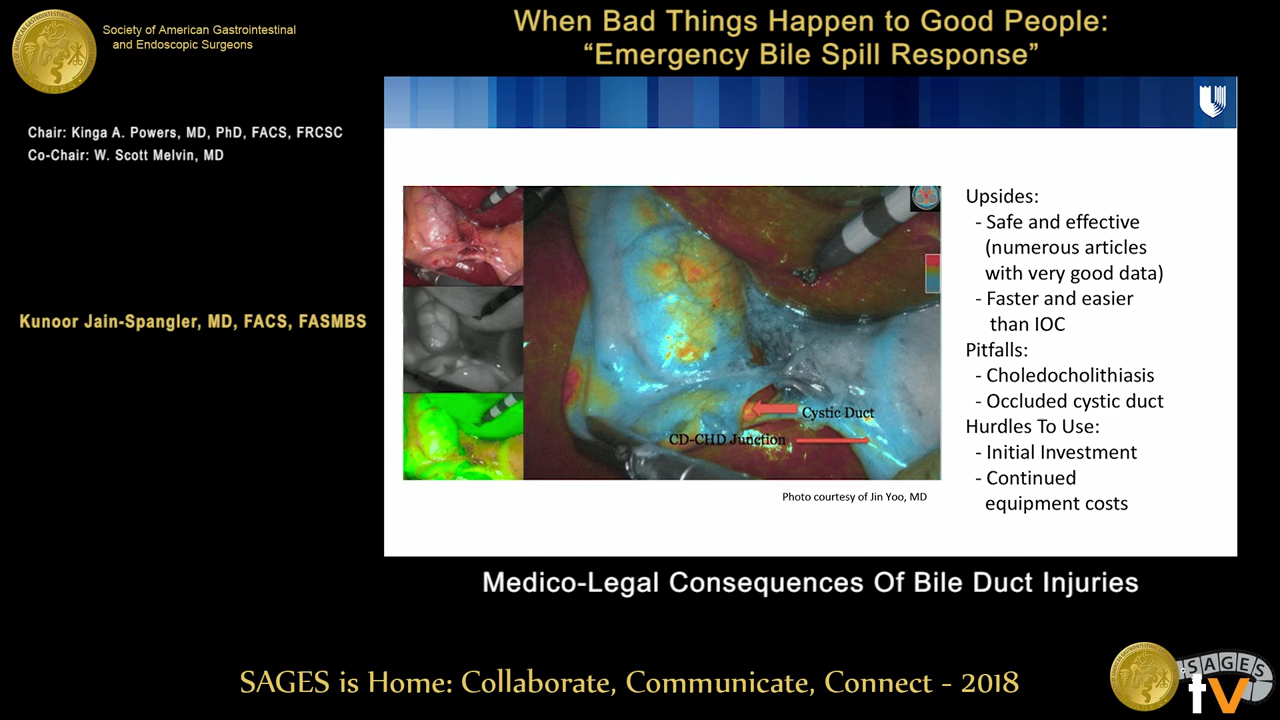 Society of American Gastrointestinal
and Endoscopic Surgeons
When Bad Things Happen to Good People:
“Emergency Bile Spill Response”
Chair: Kinga A. Powers, MD, PhD, FACS, FRCSC
Co-Chair: W. Scott Melvin, MD
Kunoor Jain-Spangler, MD, FACS, FASMBS
Cystic Duct
CD-CHD Junction
Photo courtesy of Jin Yoo, MD
Upsides:
- Safe and effective
(numerous articles
with very good data)
- Faster and easier
than IOC
Pitfalls:
- Choledocholithiasis
- Occluded cystic duct
Hurdles To Use:
- Initial Investment
- Continued
equipment costs
Medico-Legal Consequences Of Bile Duct Injuries
SAGES is Home: Collaborate, Communicate, Connect - 2018
SAGES
tv